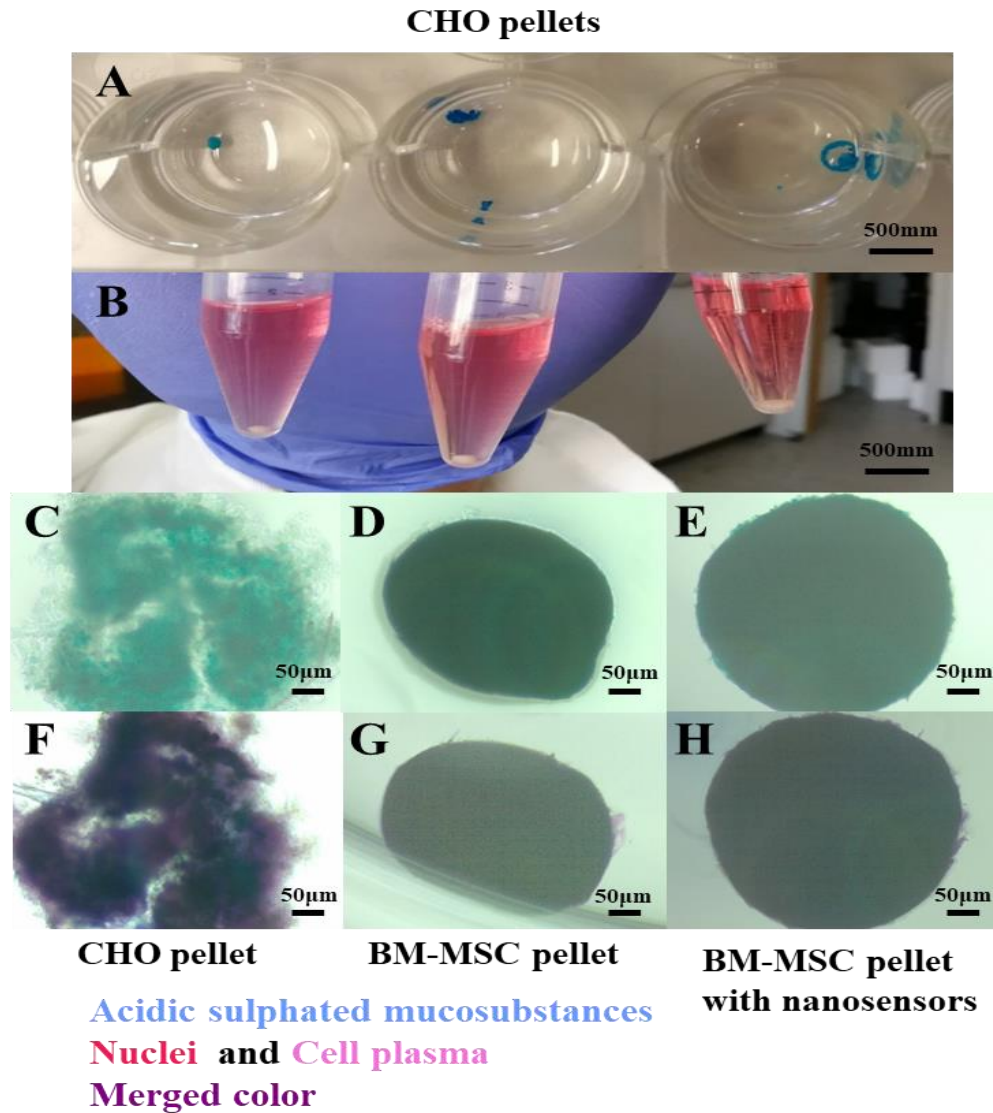 CHO pellets
A
500mm
B
500mm
C
D
E
50μm
50μm
50μm
F
G
H
50μm
50μm
50μm
CHO pellet
BM-MSC pellet
BM-MSC pellet
with nanosensors
Acidic sulphated mucosubstances
Nuclei and Cell plasma
Merged color